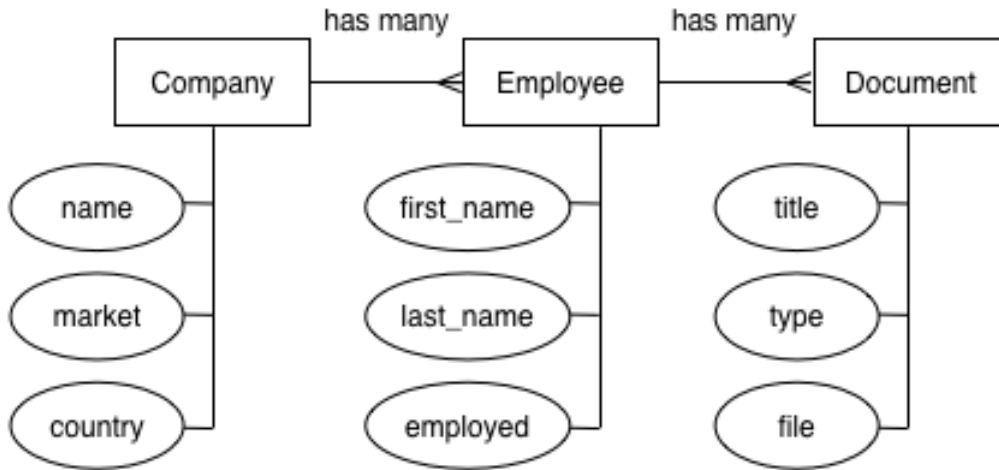 has many
has many
Company
Employee
Document
name
first_name
title
market
last_name
type
country
employed
file